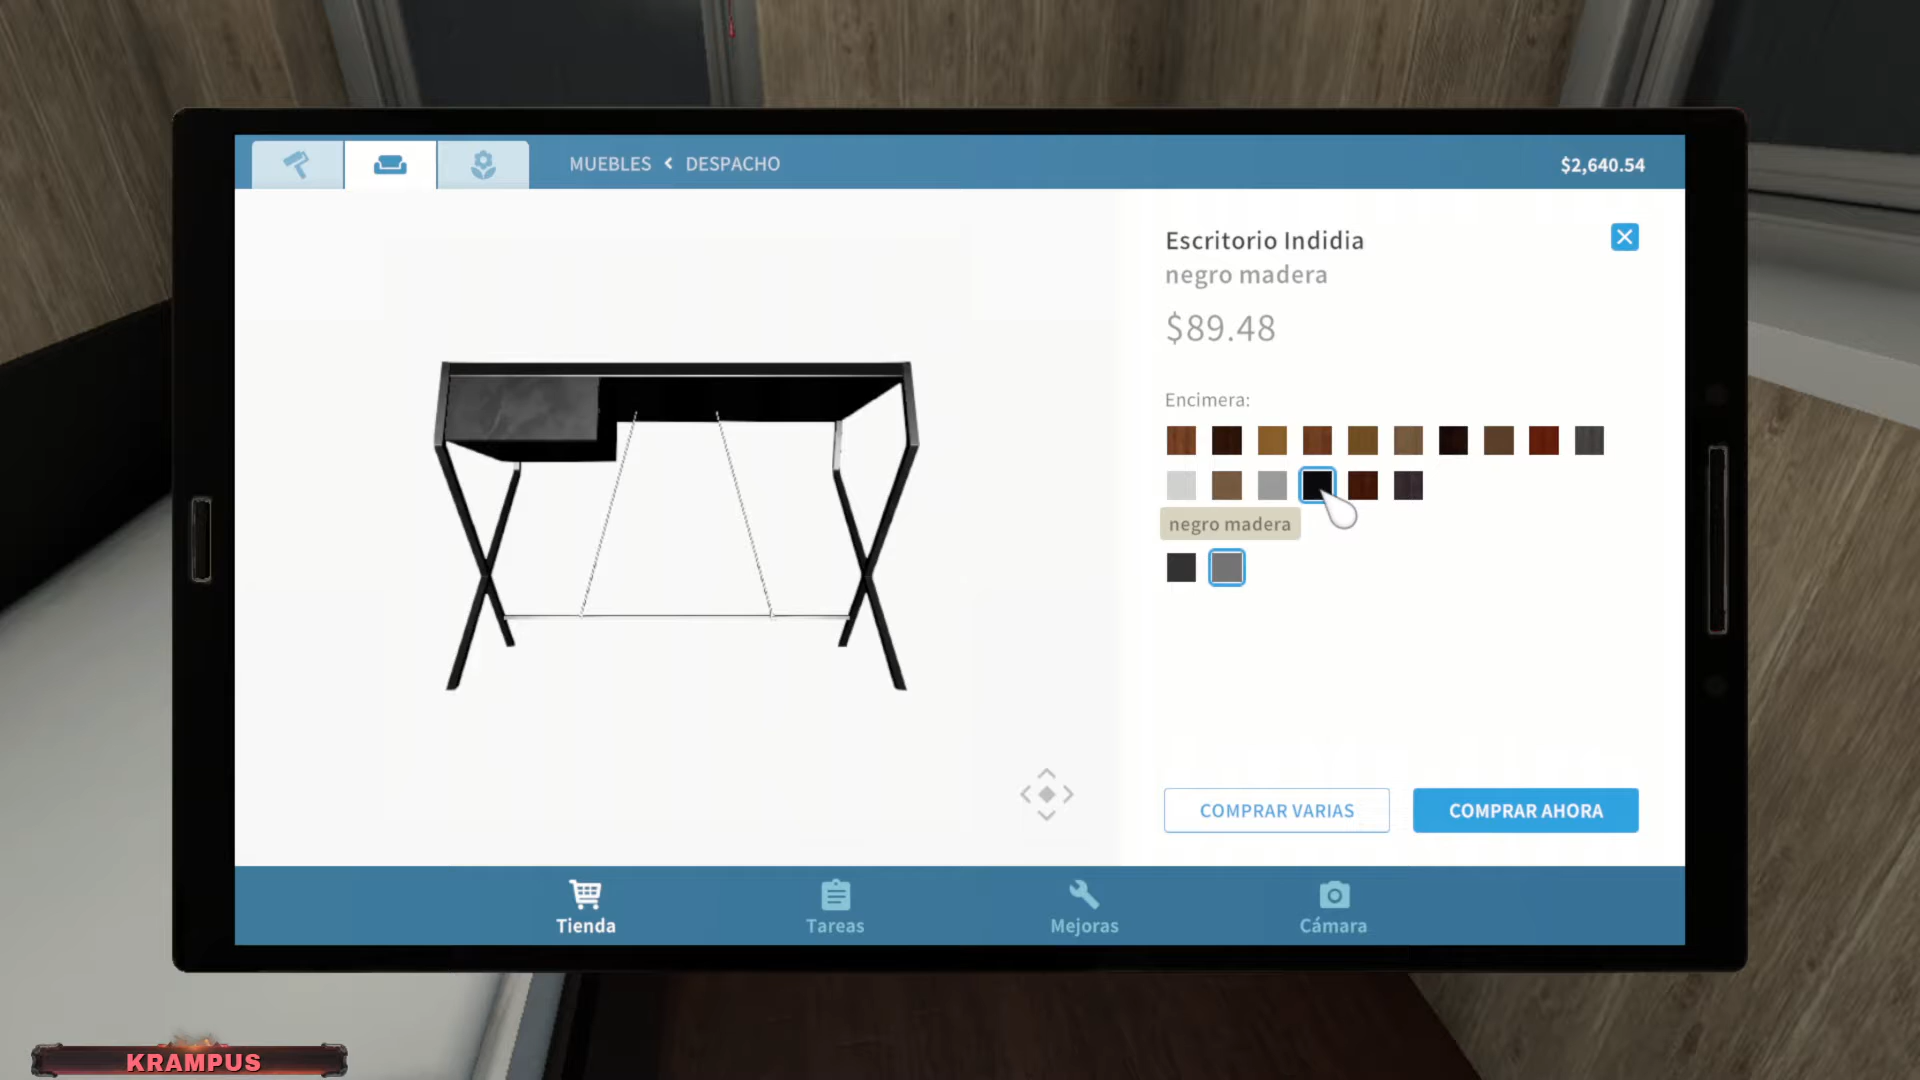 MUEBLES < DESPACHO
$2,640.54
Escritorio Indidia
negro madera
$89.48
Encimera:
negro madera
COMPRAR VARIAS
COMPRAR AHORA
Tienda
Tareas
Mejoras
Cámara
KRAMPUS